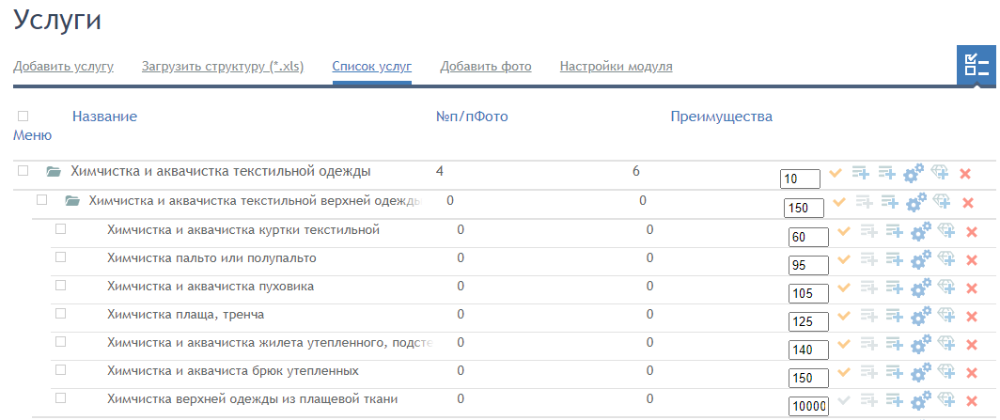 Услуги
Добавить услугу Загрузить структуру (*.xls) Список услуг Добавить фото Настройки модуля
Название №п/пФото Преимущества
Меню
Химчистка и аквачистка текстильной одежды 4 6 10
Химчистка и аквачистка текстильной верхней одежды 0 0 150
Химчистка и аквачистка куртки текстильной 0 0 60
Химчистка пальто или полупальто 0 0 95
Химчистка и аквачистка пуховика 0 0 105
Химчистка плаща, тренча 0 0 125
Химчистка и аквачистка жилета утепленного, подсте 0 0 140
Химчистка и аквачиста брюк утепленных 0 0 150
Химчистка верхней одежды из плащевой ткани 0 0 10000